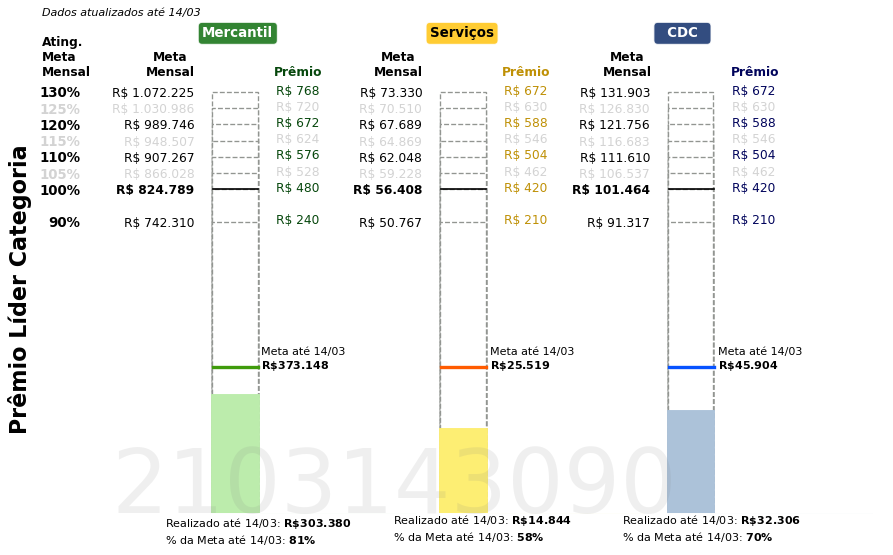 Dados atualizados até 14/03
Mercantil
Serviços
CDC
Ating.
Meta
Mensal
Meta
Mensal
Prêmio
Meta
Mensal
Prêmio
Meta
Mensal
Prêmio
130% R$ 1.072.225 R$ 768 R$ 73.330 R$ 672 R$ 131.903 R$ 672
125% R$ 1.030.986 R$ 720 R$ 70.510 R$ 630 R$ 126.830 R$ 630
120% R$ 989.746 R$ 672 R$ 67.689 R$ 588 R$ 121.756 R$ 588
115% R$ 948.507 R$ 624 R$ 64.869 R$ 546 R$ 116.683 R$ 546
110% R$ 907.267 R$ 576 R$ 62.048 R$ 504 R$ 111.610 R$ 504
105% R$ 866.028 R$ 528 R$ 59.228 R$ 462 R$ 106.537 R$ 462
100% R$ 824.789 R$ 480 R$ 56.408 R$ 420 R$ 101.464 R$ 420
90% R$ 742.310 R$ 240 R$ 50.767 R$ 210 R$ 91.317 R$ 210
Prêmio Líder Categoria
Meta até 14/03
R$373.148
Meta até 14/03
R$25.519
Meta até 14/03
R$45.904
2103143090
Realizado até 14/03: R$303.380
% da Meta até 14/03: 81%
Realizado até 14/03: R$14.844
% da Meta até 14/03: 58%
Realizado até 14/03: R$32.306
% da Meta até 14/03: 70%